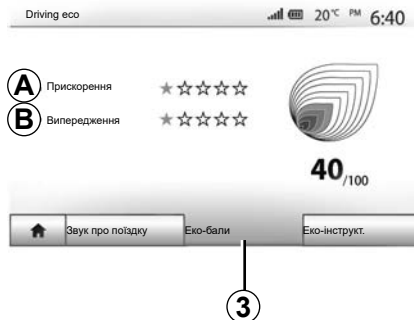 Driving eco 20°C PM 6:40
A Прискорення
B Випередження
40/100
Звук про поїздку Еко-бали Еко-інструкт.
3